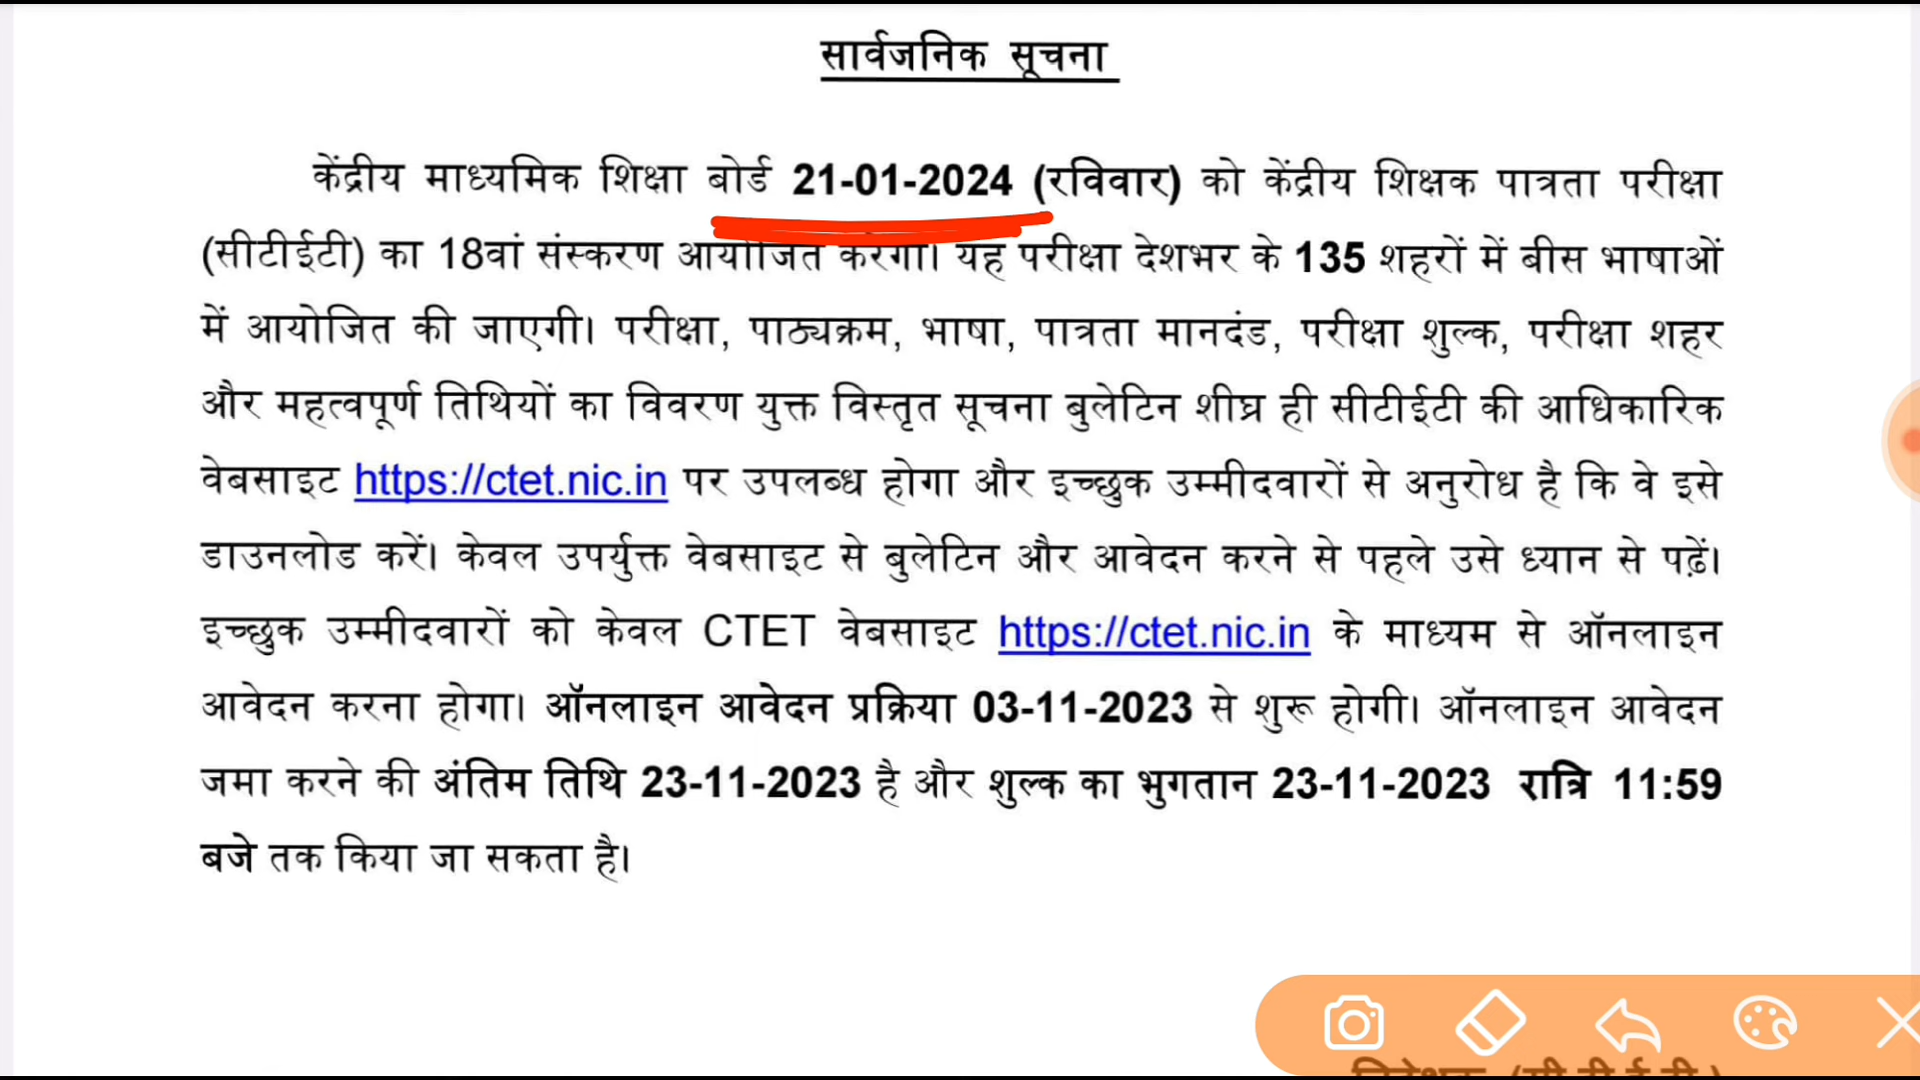 सार्वजनिक सूचना
केंद्रीय माध्यमिक शिक्षा बोर्ड 21-01-2024 (रविवार) को केंद्रीय शिक्षक पात्रता परीक्षा
(सीटीईटी) का 18वां संस्करण आयोजित करेगा। यह परीक्षा देशभर के 135 शहरों में बीस भाषाओं
में आयोजित की जाएगी। परीक्षा, पाठ्यक्रम, भाषा, पात्रता मानदंड, परीक्षा शुल्क, परीक्षा शहर
और महत्वपूर्ण तिथियों का विवरण युक्त विस्तृत सूचना बुलेटिन शीघ्र ही सीटीईटी की आधिकारिक
वेबसाइट https://ctet.nic.in पर उपलब्ध होगा और इच्छुक उम्मीदवारों से अनुरोध है कि वे इसे
डाउनलोड करें। केवल उपर्युक्त वेबसाइट से बुलेटिन और आवेदन करने से पहले उसे ध्यान से पढ़ें।
इच्छुक उम्मीदवारों को केवल CTET वेबसाइट https://ctet.nic.in के माध्यम से ऑनलाइन
आवेदन करना होगा। ऑनलाइन आवेदन प्रक्रिया 03-11-2023 से शुरू होगी। ऑनलाइन आवेदन
जमा करने की अंतिम तिथि 23-11-2023 है और शुल्क का भुगतान 23-11-2023 रात्रि 11:59
बजे तक किया जा सकता है।